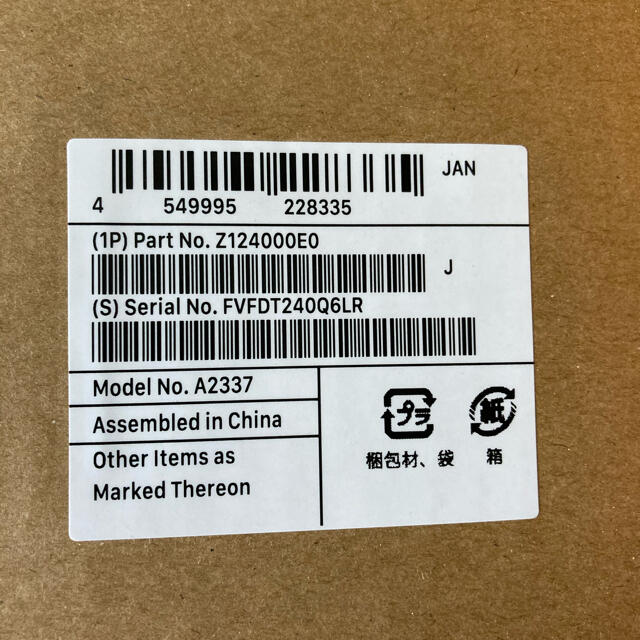 JAN
4 549995 228335
(1P) Part No. Z124000E0
J
(S) Serial No. FVFDT240Q6LR
Model No. A2337
Assembled in China
Other Items as
Marked Thereon
プラ 紙
梱包材、袋 箱